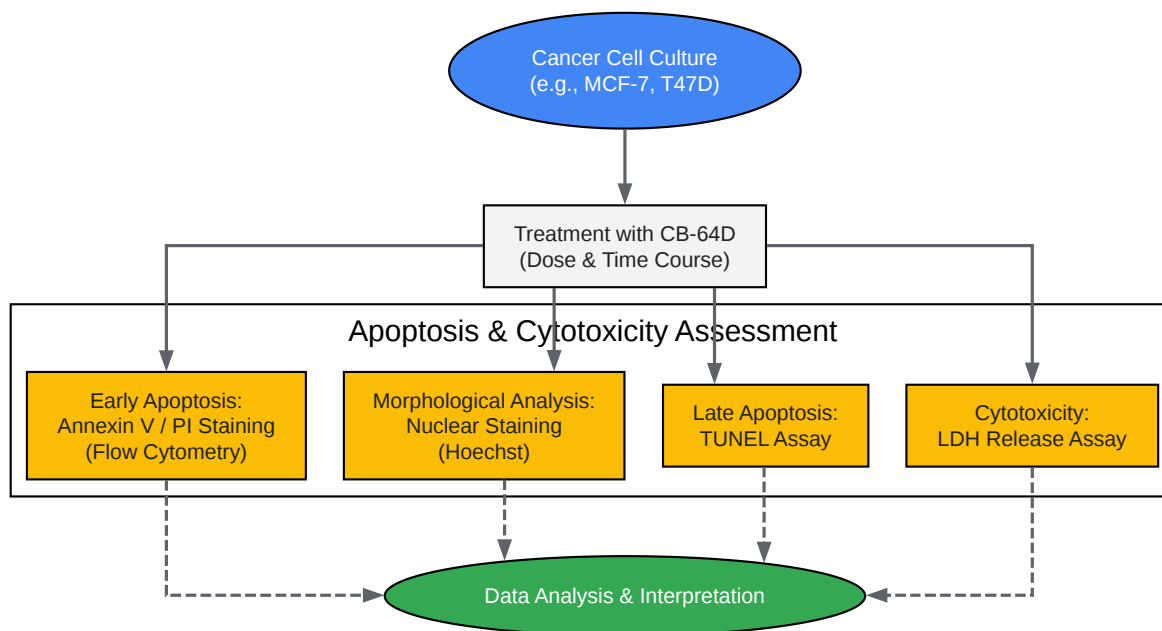 Cancer Cell Culture
(e.g., MCF-7, T47D)
Treatment with CB-64D
(Dose & Time Course)
Apoptosis & Cytotoxicity Assessment
Early Apoptosis:
Annexin V / PI Staining
(Flow Cytometry)
Morphological Analysis:
Nuclear Staining
(Hoechst)
Late Apoptosis:
TUNEL Assay
Cytotoxicity:
LDH Release Assay
Data Analysis & Interpretation